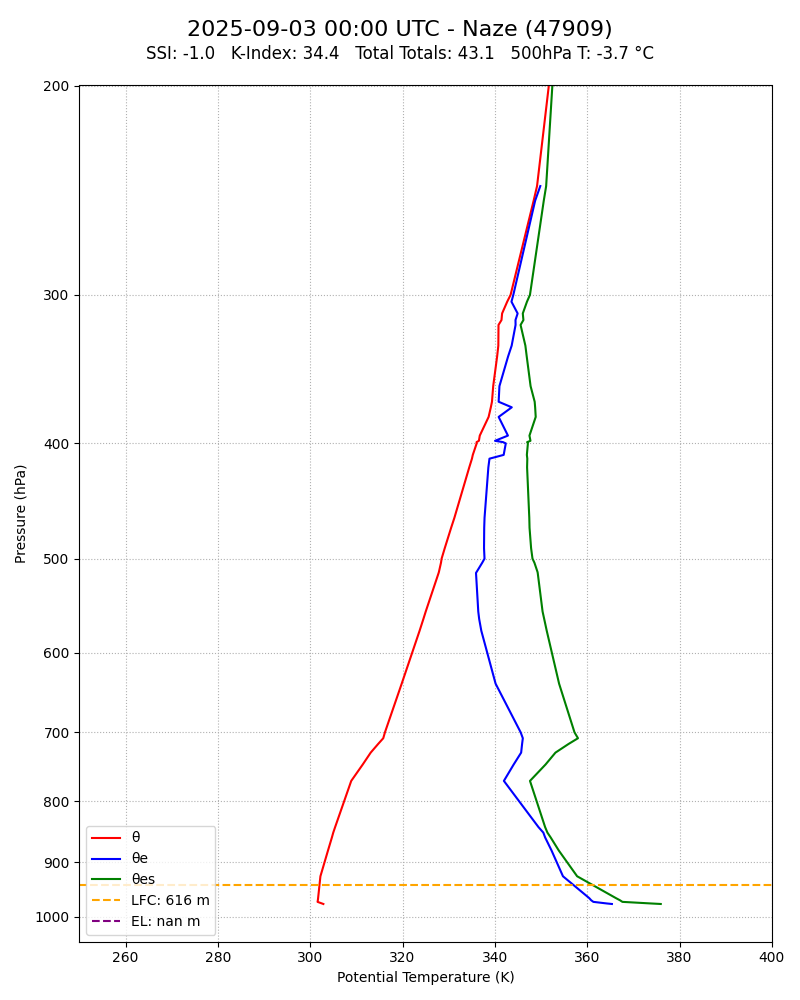 2025-09-03 00:00 UTC - Naze (47909)
SSI: -1.0   K-Index: 34.4   Total Totals: 43.1   500hPa T: -3.7 °C
200
300
400
500
600
700
800
900
1000
Pressure (hPa)
θ
θe
θes
LFC: 616 m
EL: nan m
260 280 300 320 340 360 380 400
Potential Temperature (K)